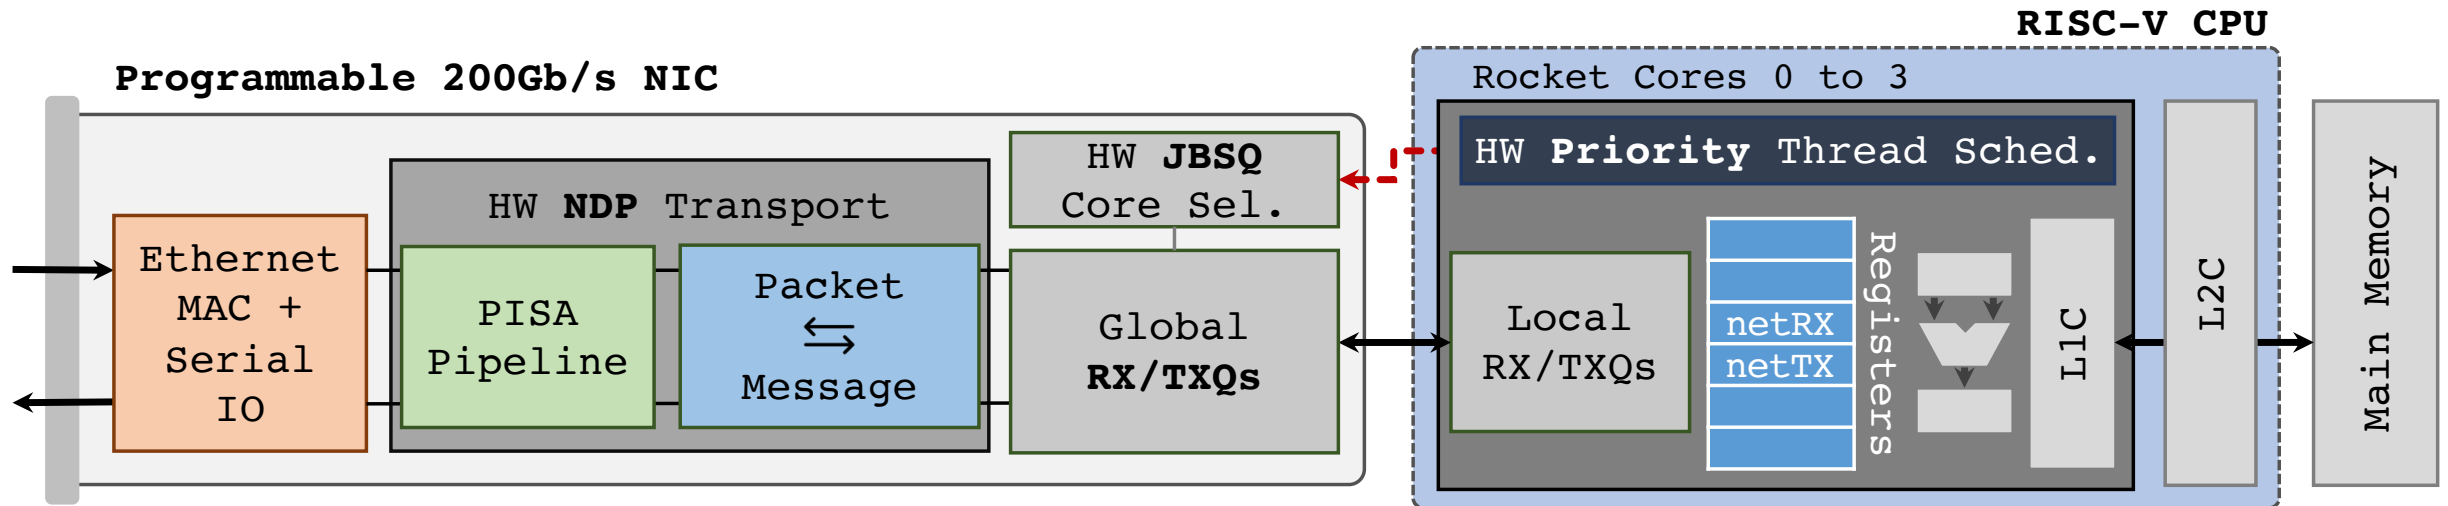 Programmable 200Gb/s NIC
Ethernet
MAC +
Serial
IO
HW NDP Transport
PISA
Pipeline
Packet
⇆
Message
HW JBSQ
Core Sel.
Global
RX/TXQs
RISC-V CPU
Rocket Cores 0 to 3
HW Priority Thread Sched.
Local
RX/TXQs
netRX
netTX
Registers
L1C
L2C
Main Memory